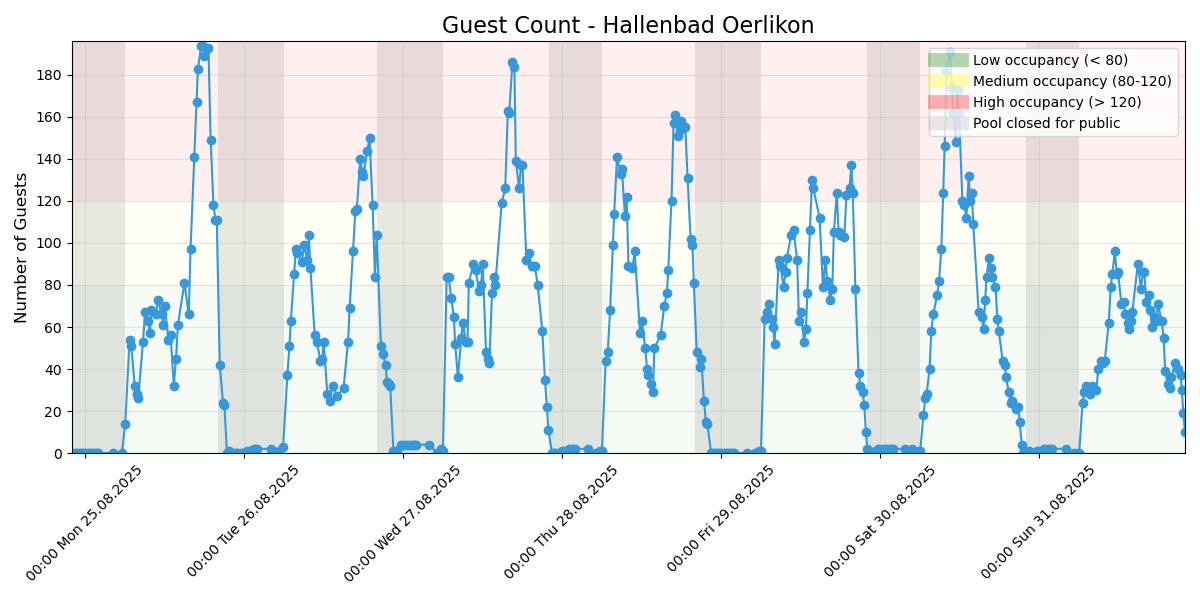 Guest Count - Hallenbad Oerlikon
Number of Guests
180
160
140
120
100
80
60
40
20
0
Low occupancy (< 80)
Medium occupancy (80-120)
High occupancy (> 120)
Pool closed for public
00:00 Mon 25.08.2025
00:00 Tue 26.08.2025
00:00 Wed 27.08.2025
00:00 Thu 28.08.2025
00:00 Fri 29.08.2025
00:00 Sat 30.08.2025
00:00 Sun 31.08.2025